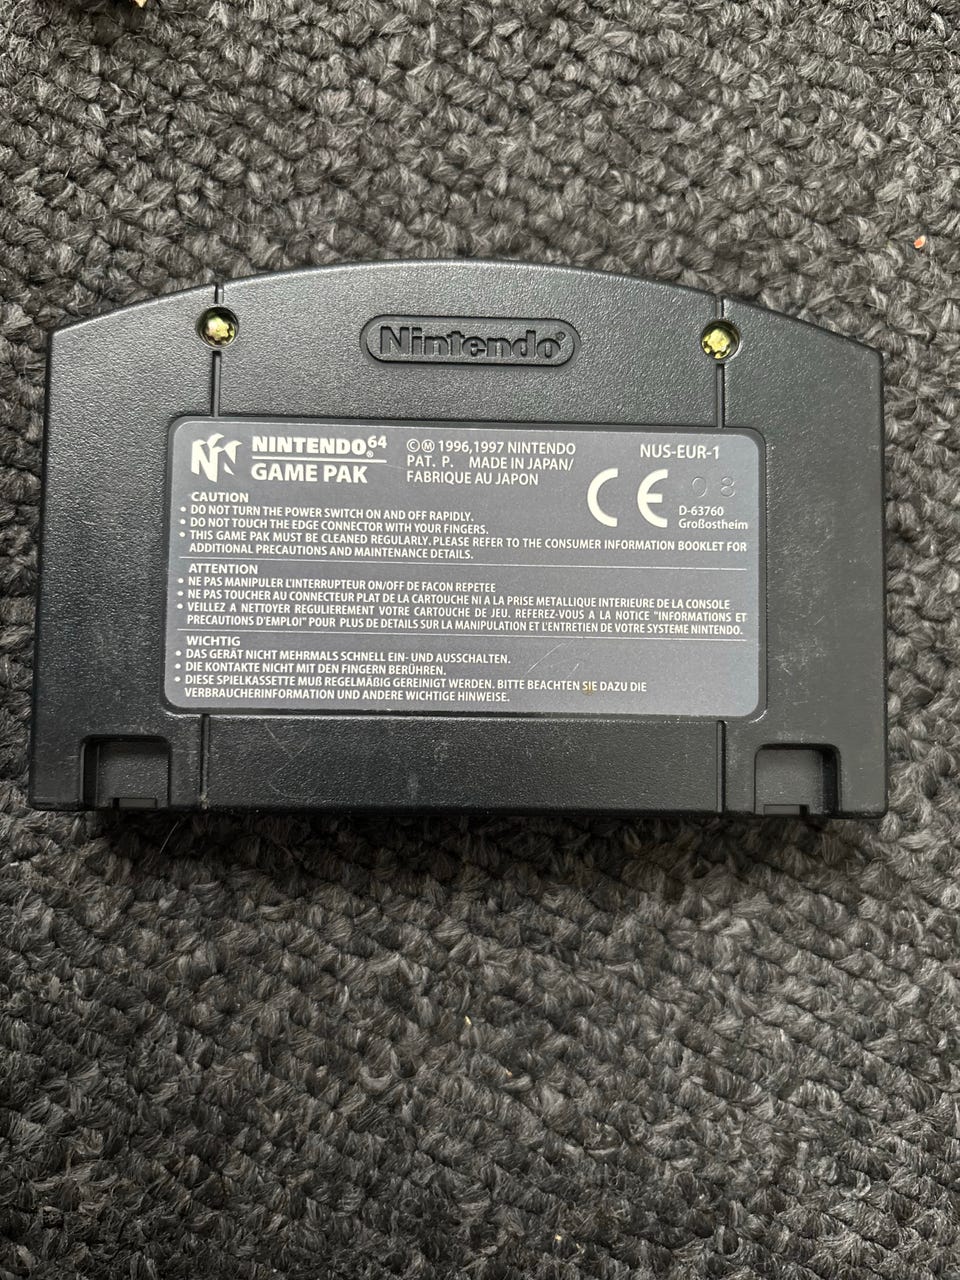 Nintendo®
NINTENDO64®
GAME PAK
©Ⓜ 1996,1997 NINTENDO
PAT. P. MADE IN JAPAN/
FABRIQUE AU JAPON
NUS-EUR-1
CE
08
D-63760
Großostheim
CAUTION
• DO NOT TURN THE POWER SWITCH ON AND OFF RAPIDLY.
• DO NOT TOUCH THE EDGE CONNECTOR WITH YOUR FINGERS.
• THIS GAME PAK MUST BE CLEANED REGULARLY. PLEASE REFER TO THE CONSUMER INFORMATION BOOKLET FOR
ADDITIONAL PRECAUTIONS AND MAINTENANCE DETAILS.
ATTENTION
• NE PAS MANIPULER L'INTERRUPTEUR ON/OFF DE FACON REPETEE
• NE PAS TOUCHER AU CONNECTEUR PLAT DE LA CARTOUCHE NI A LA PRISE METALLIQUE INTERIEURE DE LA CONSOLE
• VEILLEZ A NETTOYER REGULIEREMENT VOTRE CARTOUCHE DE JEU. REFEREZ-VOUS A LA NOTICE "INFORMATIONS ET
PRECAUTIONS D'EMPLOI" POUR PLUS DE DETAILS SUR LA MANIPULATION ET L'ENTRETIEN DE VOTRE SYSTEME NINTENDO.
WICHTIG
• DAS GERÄT NICHT MEHRMALS SCHNELL EIN- UND AUSSCHALTEN.
• DIE KONTAKTE NICHT MIT DEN FINGERN BERÜHREN.
• DIESE SPIELKASSETTE MUß REGELMÄßIG GEREINIGT WERDEN. BITTE BEACHTEN SIE DAZU DIE
VERBRAUCHERINFORMATION UND ANDERE WICHTIGE HINWEISE.